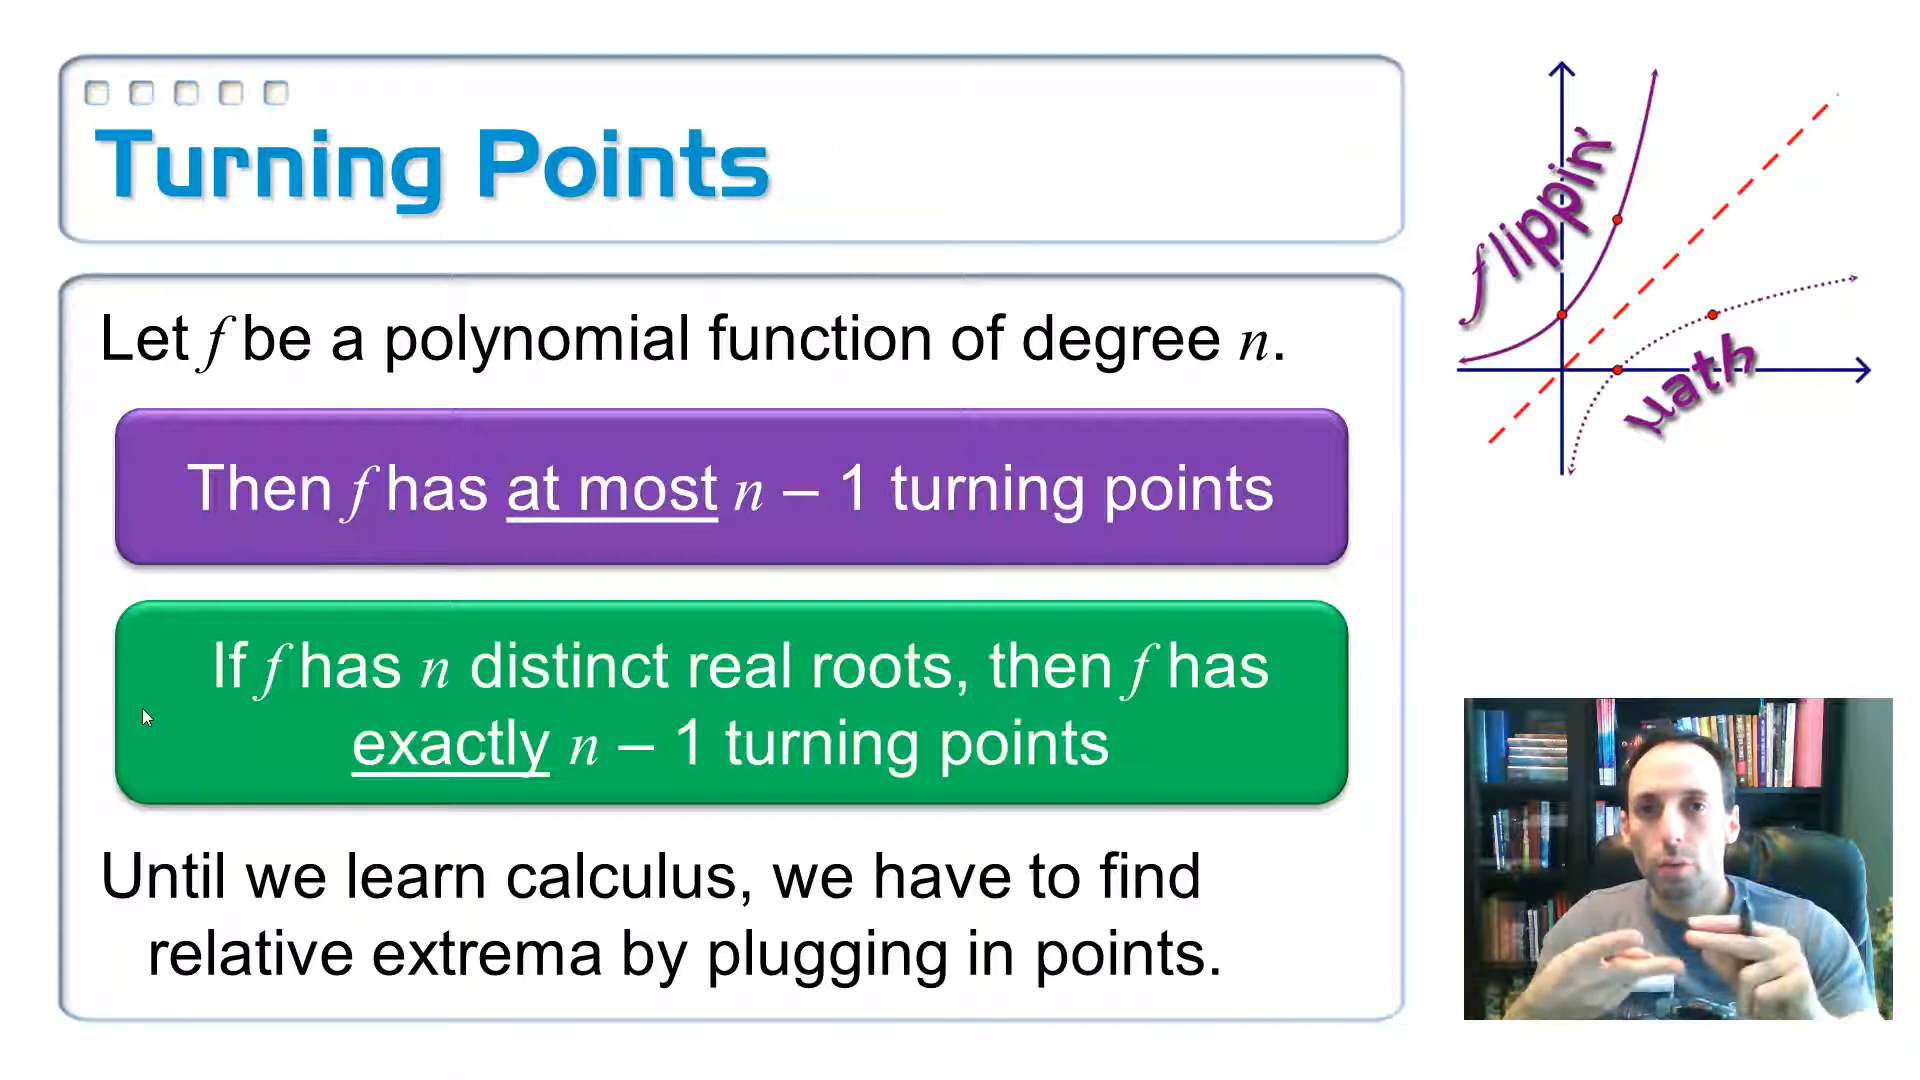 Turning Points
Let f be a polynomial function of degree n.
Then f has at most n – 1 turning points
If f has n distinct real roots, then f has
exactly n – 1 turning points
Until we learn calculus, we have to find
relative extrema by plugging in points.
flippin'
math